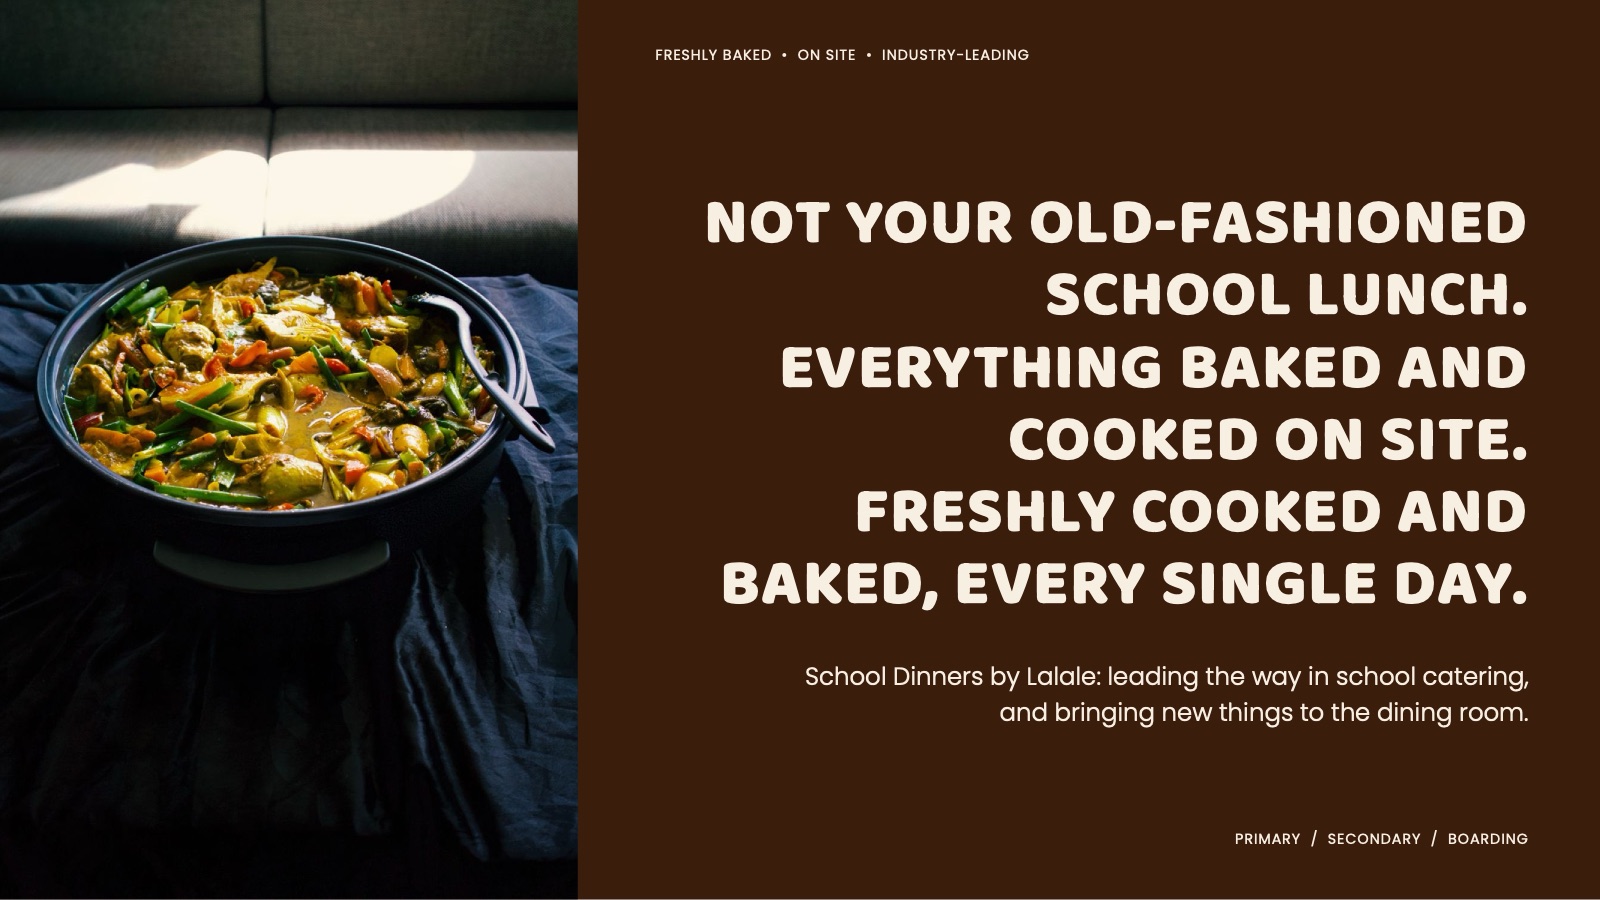 FRESHLY BAKED • ON SITE • INDUSTRY-LEADING
NOT YOUR OLD-FASHIONED
SCHOOL LUNCH.
EVERYTHING BAKED AND
COOKED ON SITE.
FRESHLY COOKED AND
BAKED, EVERY SINGLE DAY.
School Dinners by Lalale: leading the way in school catering,
and bringing new things to the dining room.
PRIMARY / SECONDARY / BOARDING